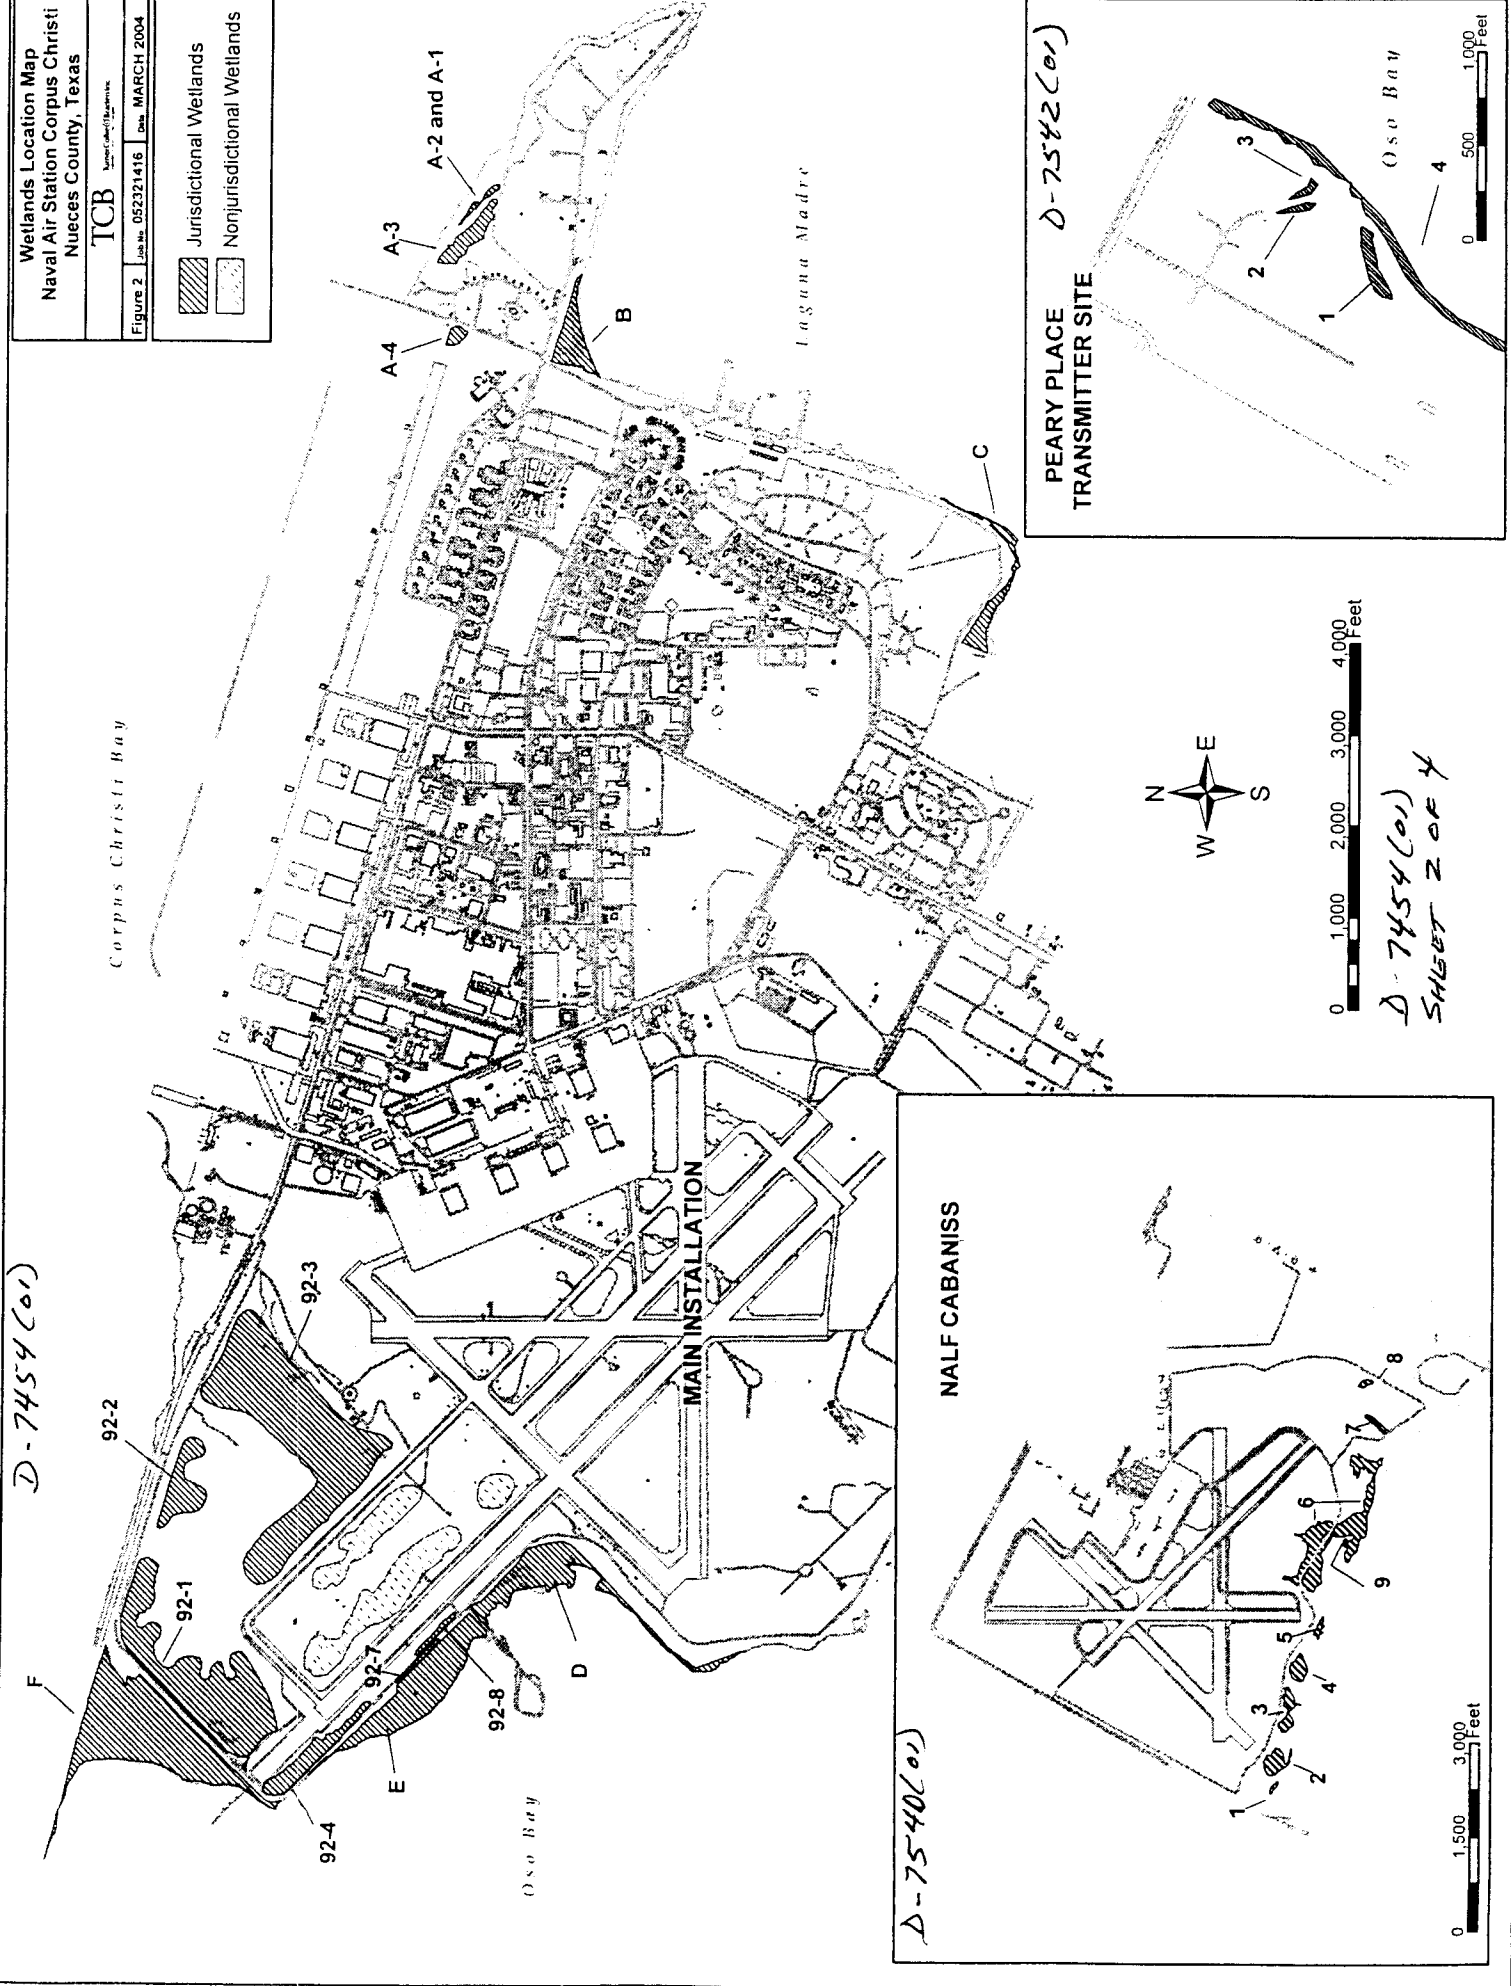 Wetlands Location Map
Naval Air Station Corpus Christi
Nueces County, Texas
TCB
Figure 2
Job No. 052321416
Date MARCH 2004
Jurisdictional Wetlands
Nonjurisdictional Wetlands
D-7454(01)
Corpus Christi Bay
F
92-1
92-2
92-3
92-4
E
92-7
92-8
D
Oso Bay
MAIN INSTALLATION
A-4
A-3
A-2 and A-1
B
Laguna Madre
C
N
W
E
S
0
1,000
2,000
3,000
4,000
Feet
D-7454(01)
SHEET 2 OF 4
D-7540(01)
NALF CABANISS
1
2
3
4
5
6
7
8
9
0
1,500
3,000
Feet
PEARY PLACE
TRANSMITTER SITE
D-7542(01)
1
2
3
4
Oso Bay
0
500
1,000
Feet